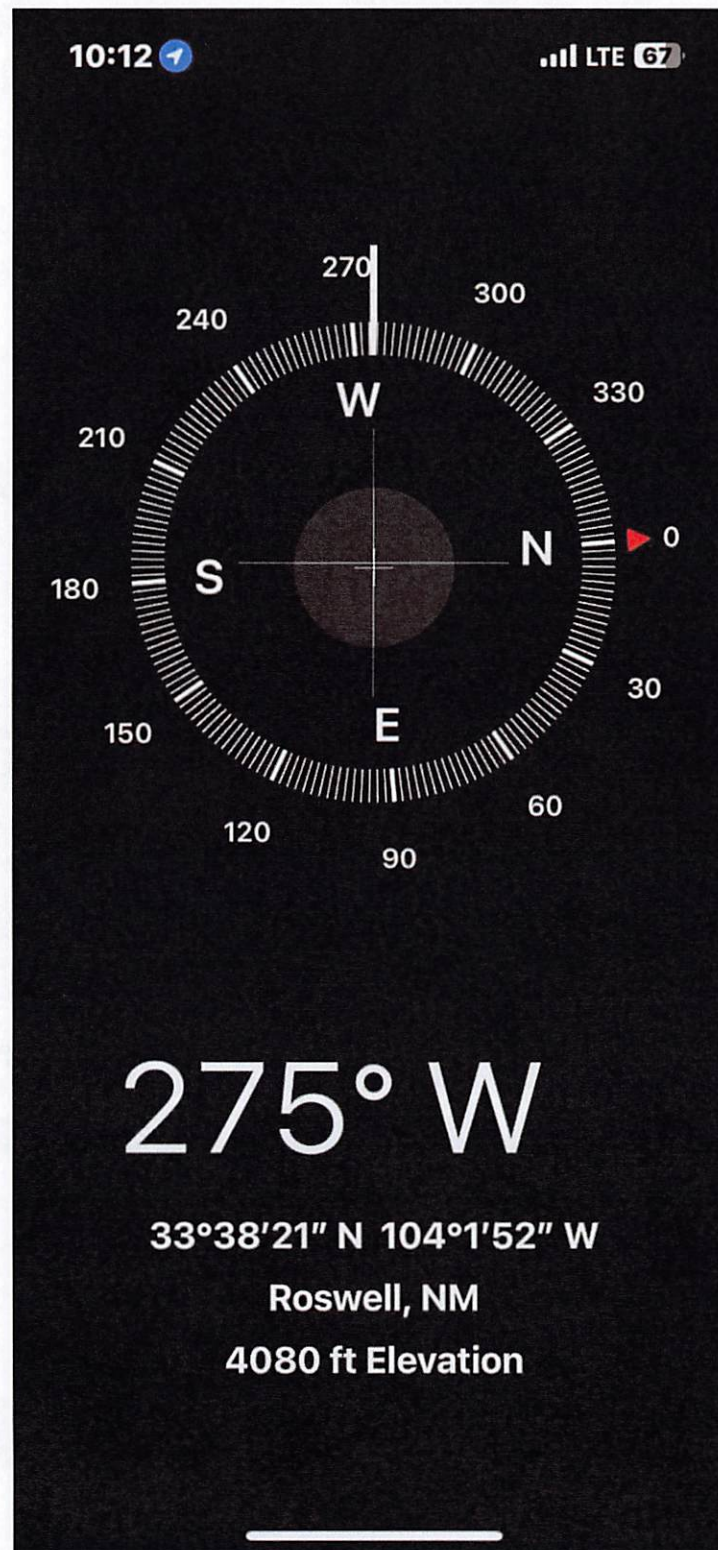 10:12 LTE 67
270
240 300
W
330
210
N 0
S
180
30
150
E
60
120
90
275° W
33°38'21" N 104°1'52" W
Roswell, NM
4080 ft Elevation